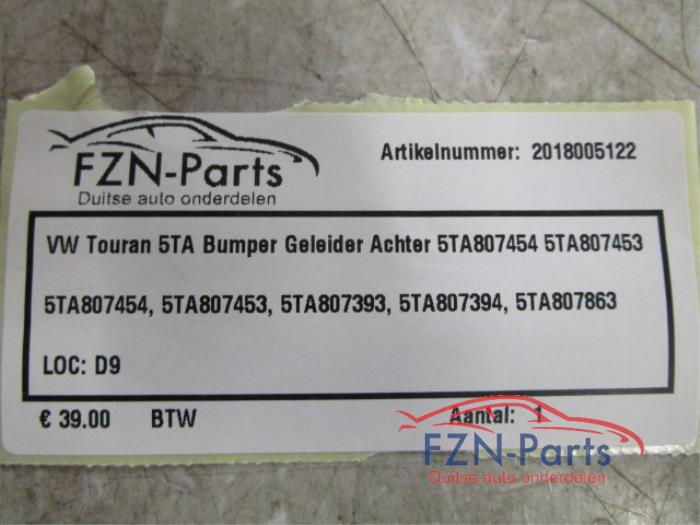 FZN-Parts
Duitse auto onderdelen
Artikelnummer: 2018005122
VW Touran 5TA Bumper Geleider Achter 5TA807454 5TA807453
5TA807454, 5TA807453, 5TA807393, 5TA807394, 5TA807863
LOC: D9
€ 39.00 BTW Aantal: 1
FZN-Parts
Duitse auto onderdelen